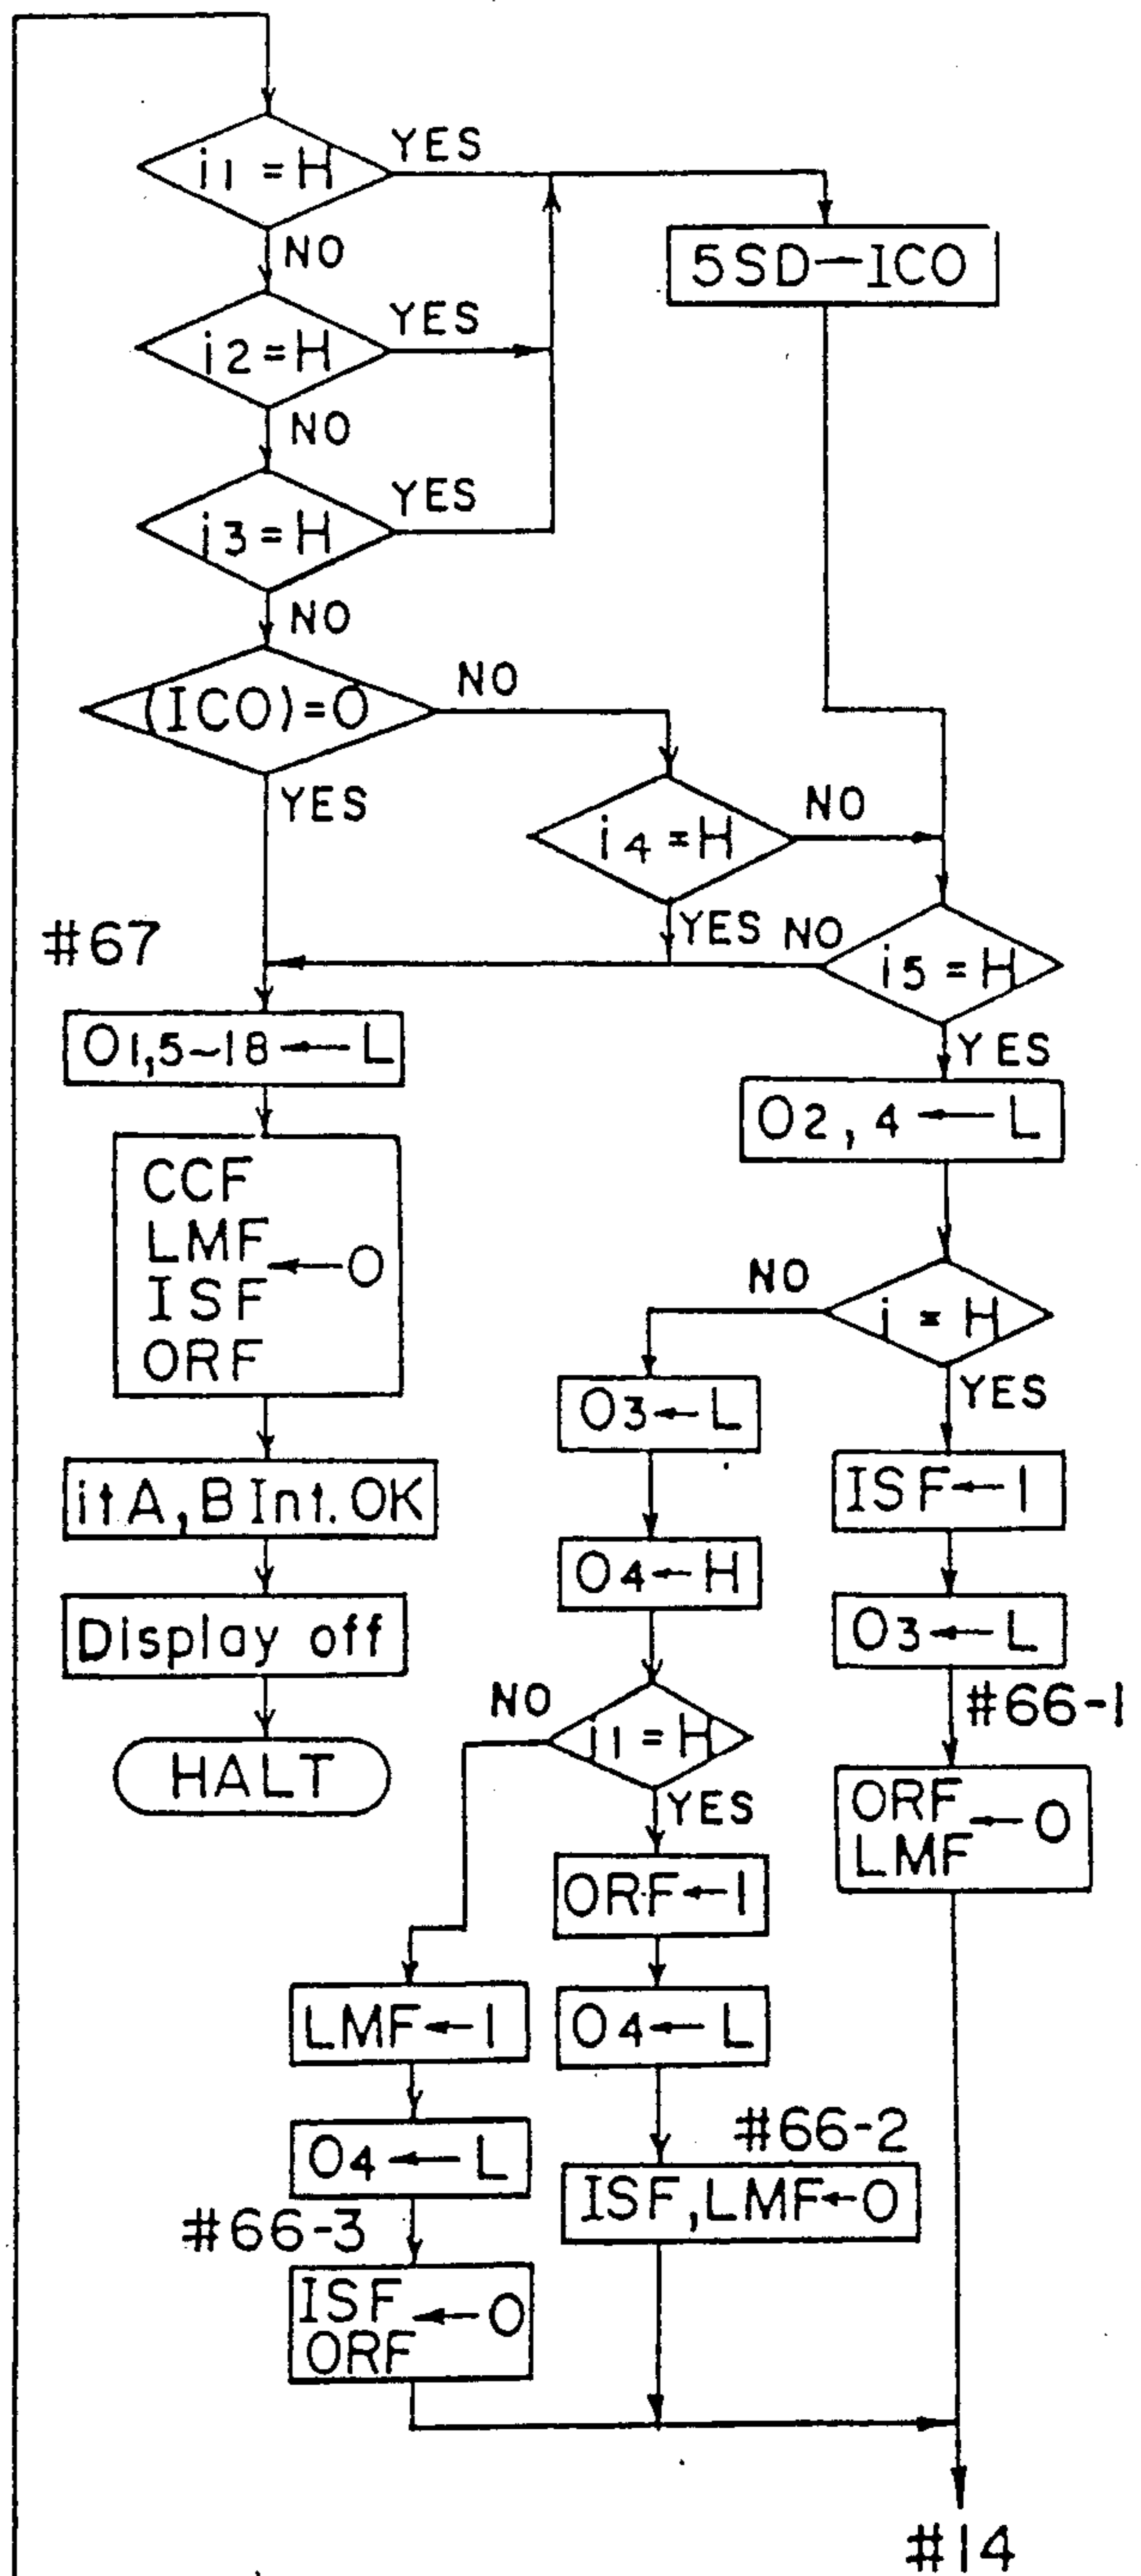 i1 = H
YES
NO
5SD←ICO
i2 = H
YES
NO
i3 = H
YES
NO
(ICO)=0
NO
YES
i4 = H
NO
YES
#67
i5 = H
NO
YES
O1,5~18 ← L
O2, 4 ← L
CCF
LMF
ISF
ORF
← 0
i = H
NO
YES
itA, B Int. OK
Display off
HALT
O3 ← L
O4 ← H
ISF ← 1
O3 ← L
#66-1
ORF
LMF
← 0
i1 = H
NO
YES
ORF ← 1
O4 ← L
#66-2
ISF, LMF ← 0
LMF ← 1
O4 ← L
#66-3
ISF
ORF
← 0
#14